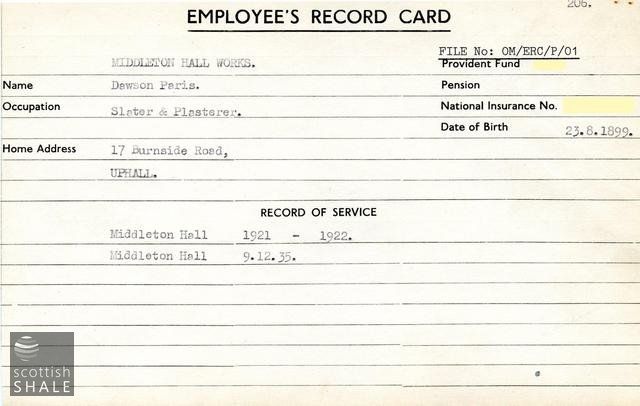 206.
EMPLOYEE'S RECORD CARD
FILE No: OM/ERC/P/01
MIDDLETON HALL WORKS. Provident Fund
Name Dawson Paris. Pension
Occupation Slater & Plasterer. National Insurance No.
Date of Birth 23.8.1899.
Home Address 17 Burnside Road,
UPHALL.
RECORD OF SERVICE
Middleton Hall 1921 - 1922.
Middleton Hall 9.12.35.
scottish
SHALE